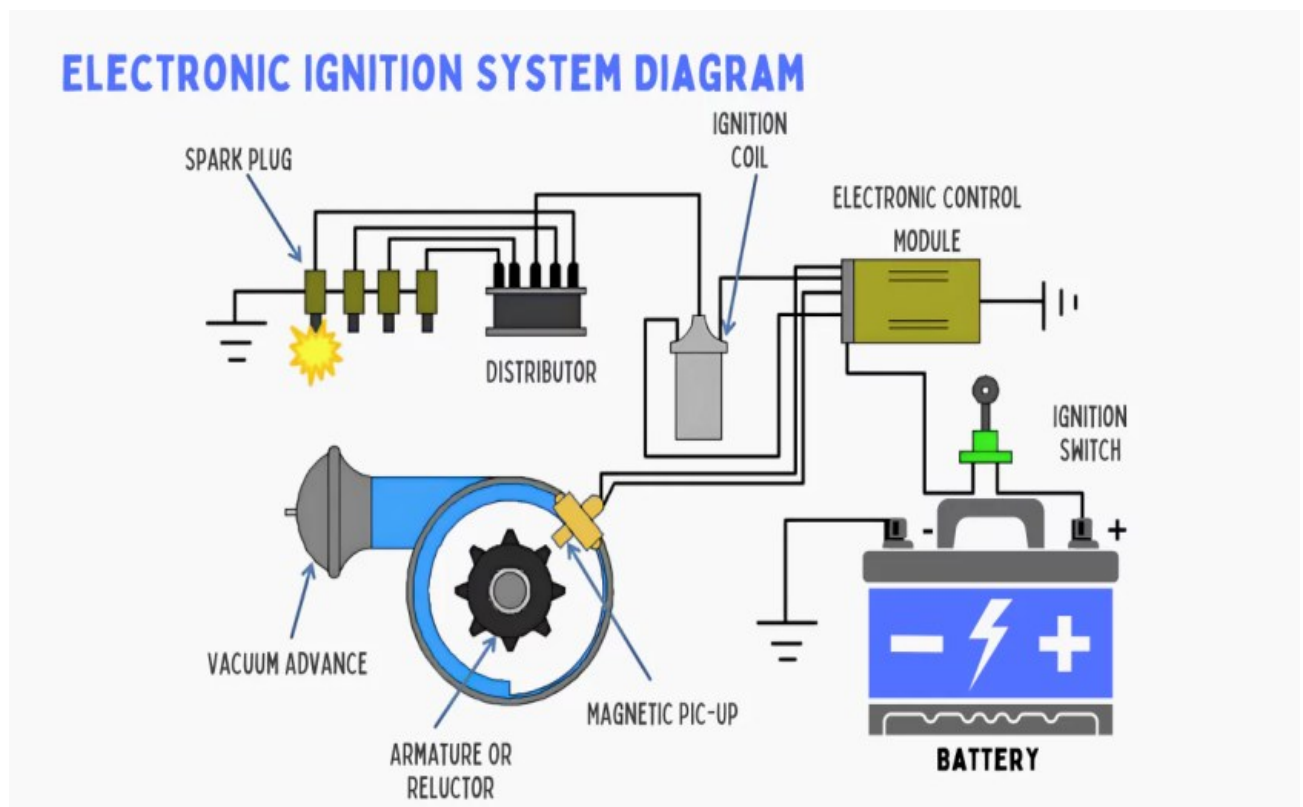 ELECTRONIC IGNITION SYSTEM DIAGRAM
SPARK PLUG
IGNITION
COIL
ELECTRONIC CONTROL
MODULE
DISTRIBUTOR
IGNITION
SWITCH
- +
VACUUM ADVANCE
MAGNETIC PIC-UP
ARMATURE OR
RELUCTOR
BATTERY